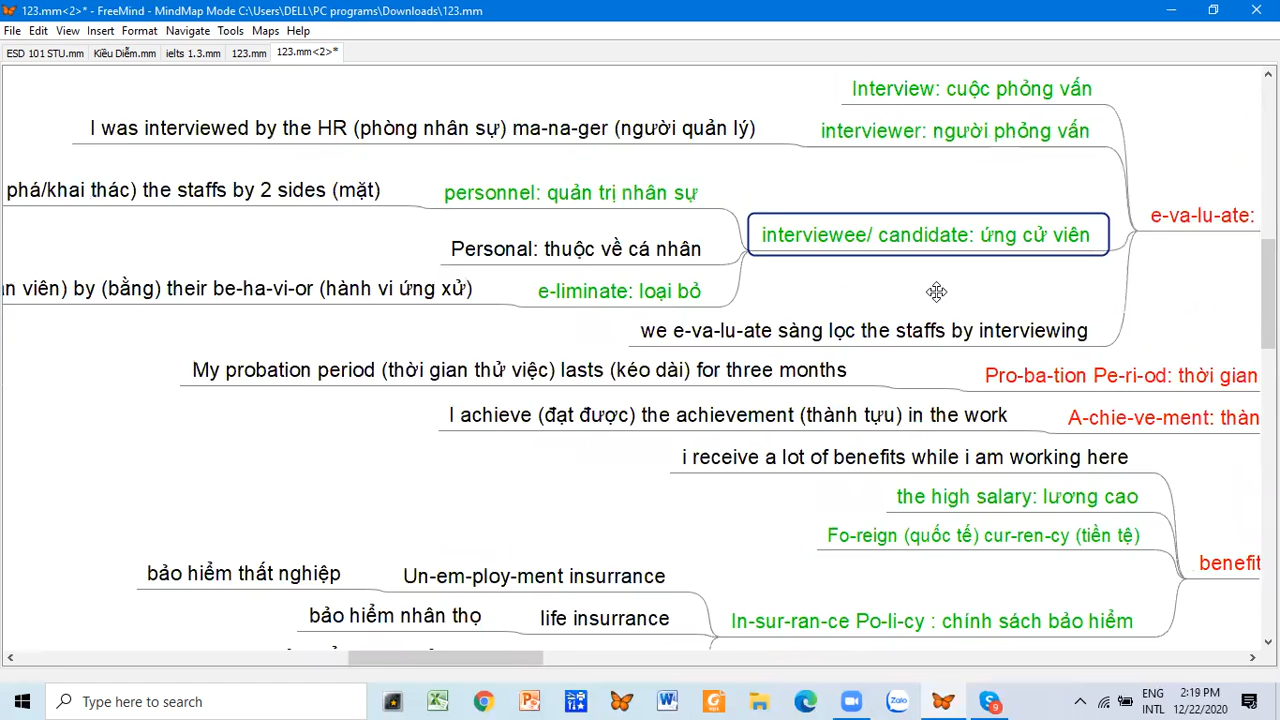 123.mm<2>* - FreeMind - MindMap Mode C:\Users\DELL\PC programs\Downloads\123.mm
File Edit View Insert Format Navigate Tools Maps Help
ESD 101 STU.mm Kiều Diễm.mm ielts 1.3.mm 123.mm 123.mm<2>*
Interview: cuộc phỏng vấn
I was interviewed by the HR (phòng nhân sự) ma-na-ger (người quản lý) interviewer: người phỏng vấn
phá/khai thác) the staffs by 2 sides (mặt) personnel: quản trị nhân sự
e-va-lu-ate:
interviewee/ candidate: ứng cử viên
Personal: thuộc về cá nhân
viên) by (bằng) their be-ha-vi-or (hành vi ứng xử) e-liminate: loại bỏ
we e-va-lu-ate sàng lọc the staffs by interviewing
My probation period (thời gian thử việc) lasts (kéo dài) for three months Pro-ba-tion Pe-ri-od: thời gian
I achieve (đạt được) the achievement (thành tựu) in the work A-chie-ve-ment: thàn
i receive a lot of benefits while i am working here
the high salary: lương cao
Fo-reign (quốc tế) cur-ren-cy (tiền tệ)
benefit
bảo hiểm thất nghiệp Un-em-ploy-ment insurrance
bảo hiểm nhân thọ life insurrance In-sur-ran-ce Po-li-cy : chính sách bảo hiểm
Type here to search
ENG 2:19 PM
INTL 12/22/2020